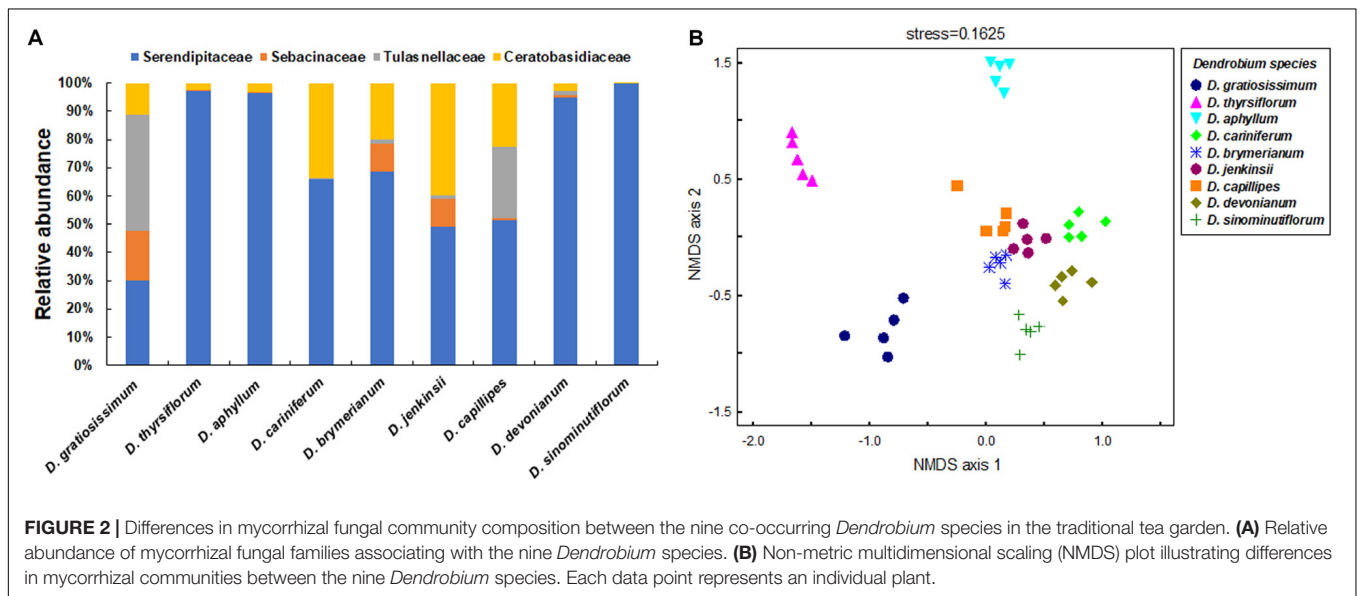 A
Serendipitaceae Sebacinaceae Tulasnellaceae Ceratobasidiaceae
Relative abundance
100%
90%
80%
70%
60%
50%
40%
30%
20%
10%
0%
D. gratiosissimum
D. thyrsiflorum
D. aphyllum
D. cariniferum
D. brymerianum
D. jenkinsii
D. capillipes
D. devonianum
D. sinominutiflorum
B
stress=0.1625
NMDS axis 2
1.5
0.5
-0.5
-1.5
-2.0 -1.0 0.0 1.0
NMDS axis 1
Dendrobium species
D. gratiosissimum
D. thyrsiflorum
D. aphyllum
D. cariniferum
D. brymerianum
D. jenkinsii
D. capillipes
D. devonianum
D. sinominutiflorum
FIGURE 2 | Differences in mycorrhizal fungal community composition between the nine co-occurring Dendrobium species in the traditional tea garden. (A) Relative
abundance of mycorrhizal fungal families associating with the nine Dendrobium species. (B) Non-metric multidimensional scaling (NMDS) plot illustrating differences
in mycorrhizal communities between the nine Dendrobium species. Each data point represents an individual plant.